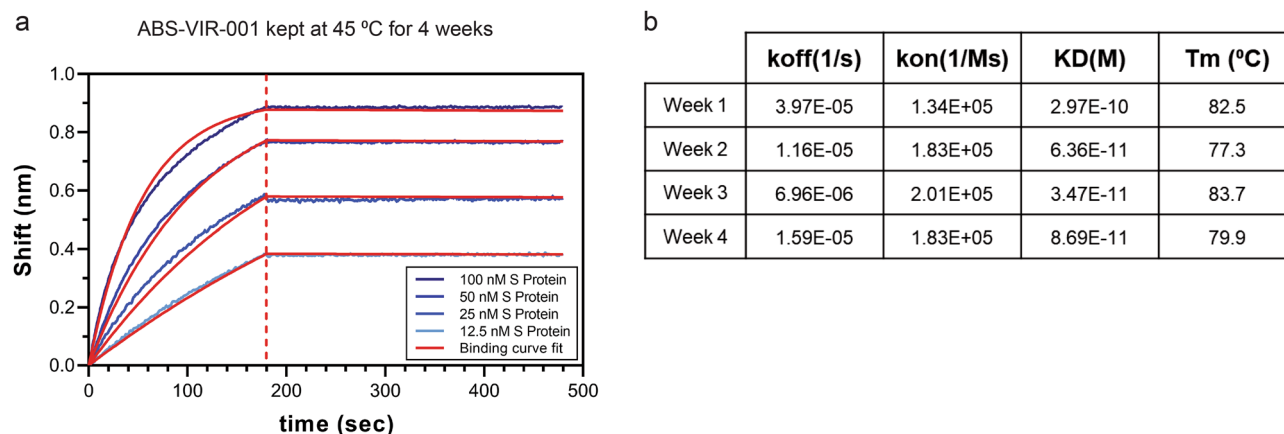 a
ABS-VIR-001 kept at 45 ºC for 4 weeks
Shift (nm)
1.0
0.8
0.6
0.4
0.2
0.0
100 nM S Protein
50 nM S Protein
25 nM S Protein
12.5 nM S Protein
Binding curve fit
0 100 200 300 400 500
time (sec)
b
koff(1/s) kon(1/Ms) KD(M) Tm (ºC)
Week 1 3.97E-05 1.34E+05 2.97E-10 82.5
Week 2 1.16E-05 1.83E+05 6.36E-11 77.3
Week 3 6.96E-06 2.01E+05 3.47E-11 83.7
Week 4 1.59E-05 1.83E+05 8.69E-11 79.9